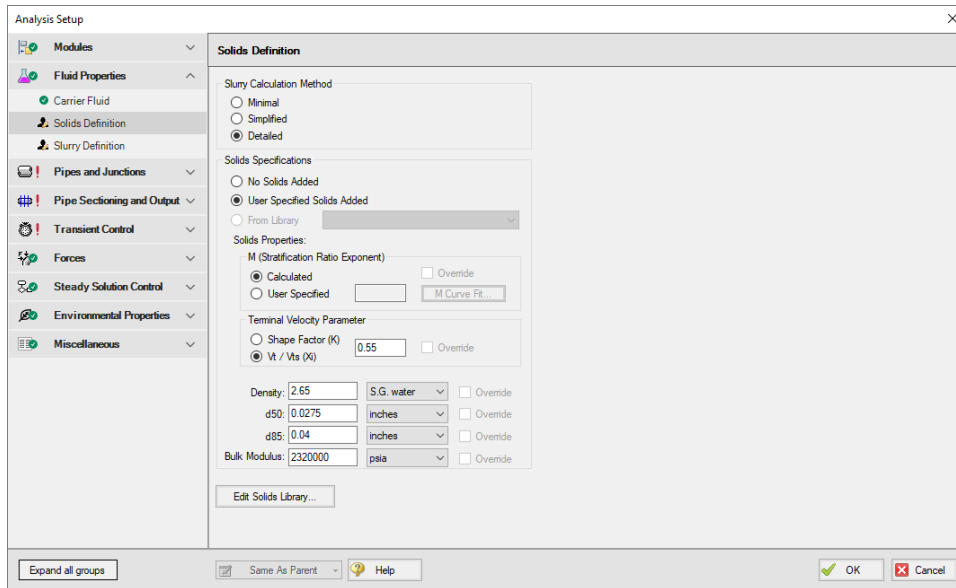 Analysis Setup
Modules
Fluid Properties
Carrier Fluid
Solids Definition
Slurry Definition
Pipes and Junctions
Pipe Sectioning and Output
Transient Control
Forces
Steady Solution Control
Environmental Properties
Miscellaneous
Expand all groups
Solids Definition
Slurry Calculation Method
Minimal
Simplified
Detailed
Solids Specifications
No Solids Added
User Specified Solids Added
From Library
Solids Properties:
M (Stratification Ratio Exponent)
Calculated
Override
User Specified
M Curve Fit...
Terminal Velocity Parameter
Shape Factor (K)
Vt / Vts (Xi)
0.55
Override
Density: 2.65 S.G. water Override
d50: 0.0275 inches Override
d85: 0.04 inches Override
Bulk Modulus: 2320000 psia Override
Edit Solids Library...
Same As Parent Help OK Cancel